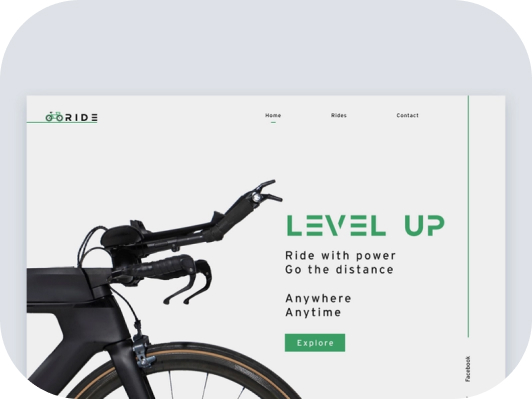 RIDE
Home
Rides
Contact
LEVEL UP
Ride with power
Go the distance
Anywhere
Anytime
Explore
Facebook